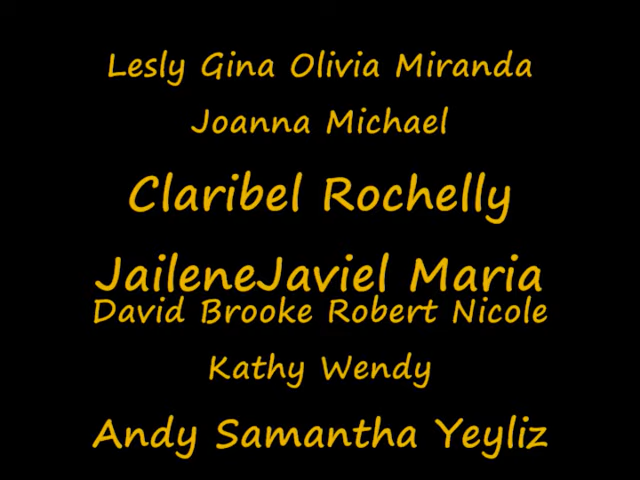 Lesly Gina Olivia Miranda
Joanna Michael
Claribel Rochelly
JaileneJaviel Maria
David Brooke Robert Nicole
Kathy Wendy
Andy Samantha Yeyliz